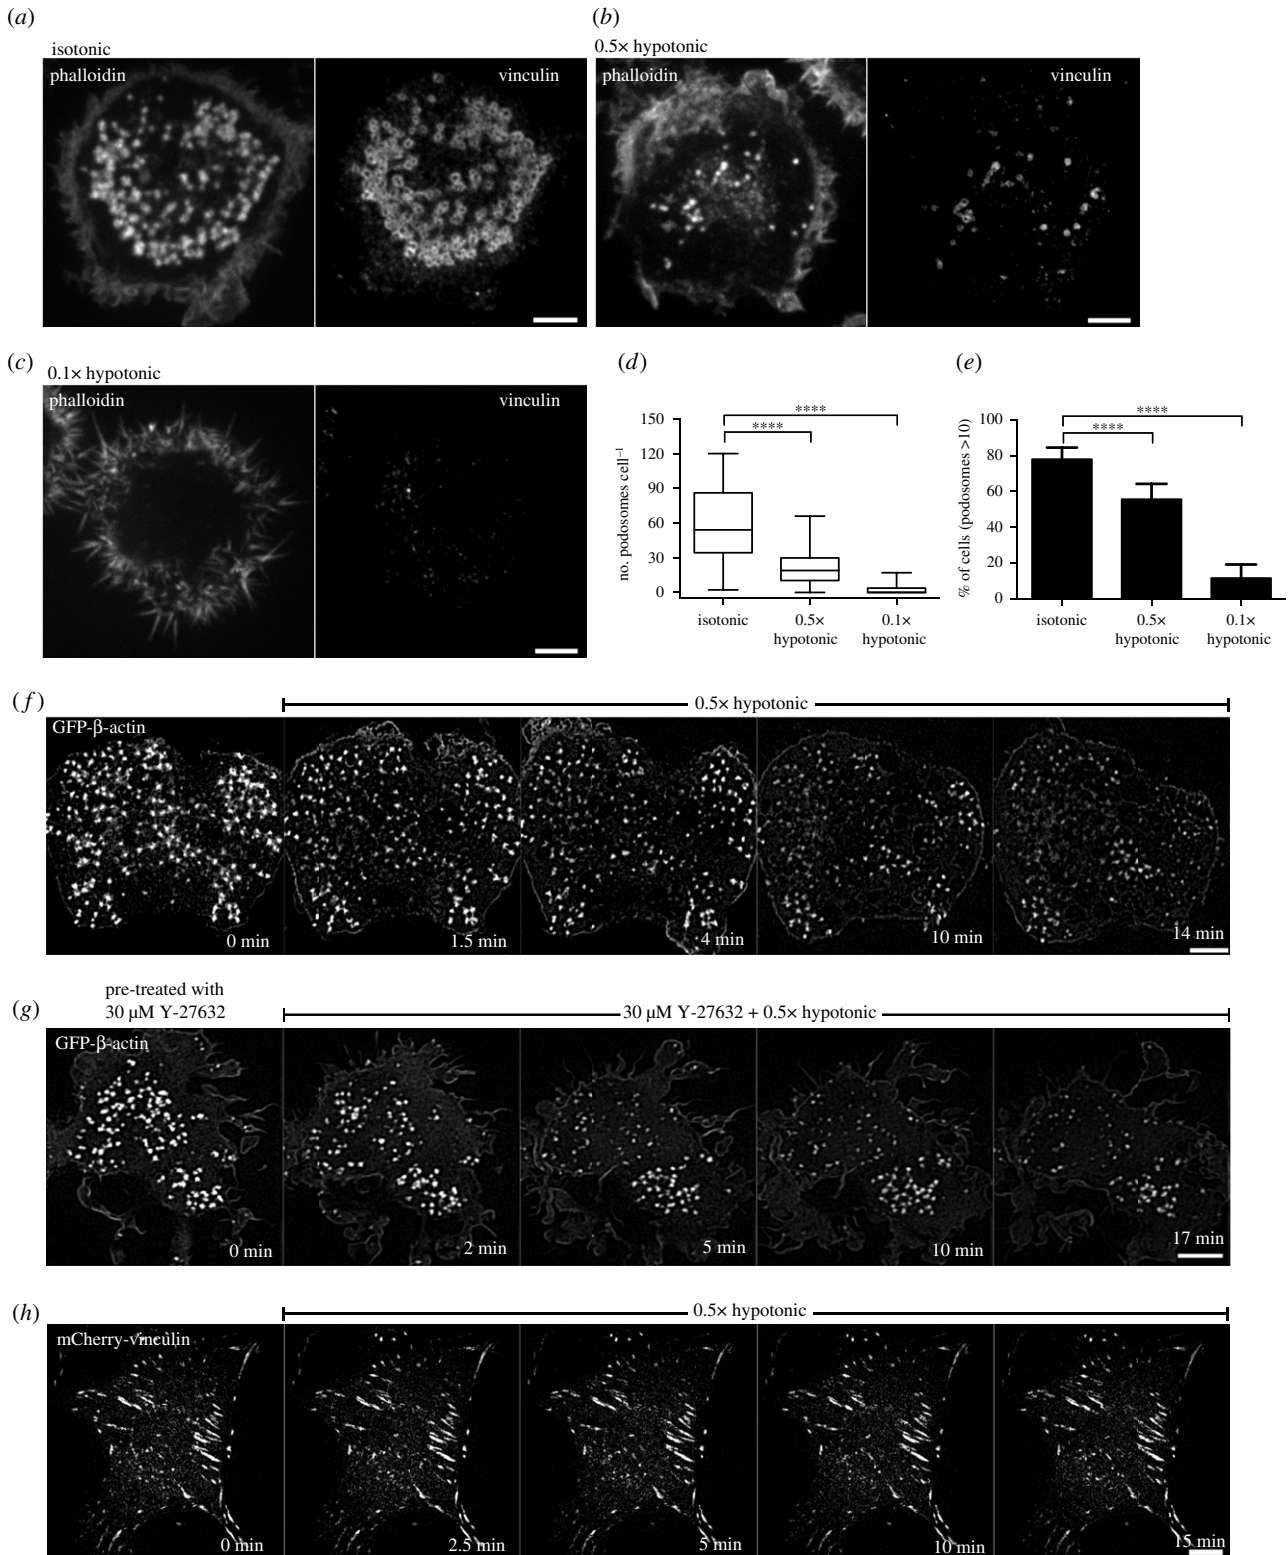 (a)
isotonic
phalloidin
vinculin
(b)
0.5× hypotonic
phalloidin
vinculin
(c)
0.1× hypotonic
phalloidin
vinculin
(d)
150
120
90
60
30
0
no. podosomes cell⁻¹
****
****
isotonic
0.5×
hypotonic
0.1×
hypotonic
(e)
100
80
60
40
20
0
% of cells (podosomes >10)
****
****
isotonic
0.5×
hypotonic
0.1×
hypotonic
(f)
0.5× hypotonic
GFP-β-actin
0 min
1.5 min
4 min
10 min
14 min
(g)
pre-treated with
30 µM Y-27632
30 µM Y-27632 + 0.5× hypotonic
GFP-β-actin
0 min
2 min
5 min
10 min
17 min
(h)
0.5× hypotonic
mCherry-vinculin
0 min
2.5 min
5 min
10 min
15 min